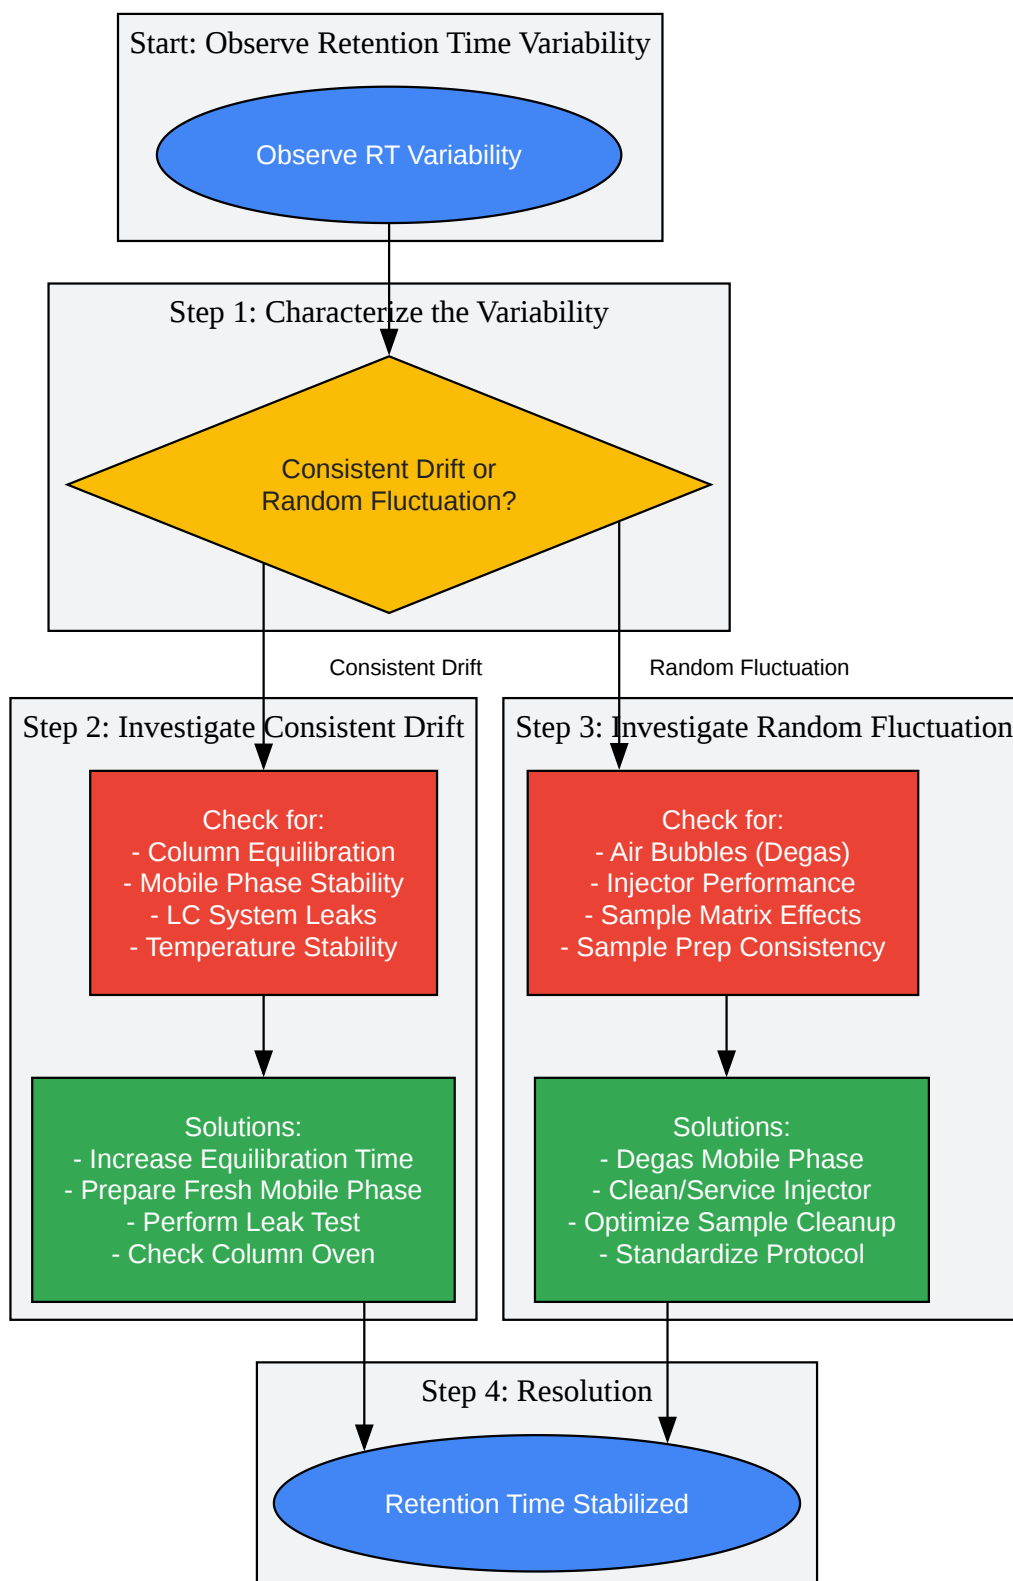 Start: Observe Retention Time Variability
Observe RT Variability
Step 1: Characterize the Variability
Consistent Drift or
Random Fluctuation?
Consistent Drift
Random Fluctuation
Step 2: Investigate Consistent Drift
Check for:
- Column Equilibration
- Mobile Phase Stability
- LC System Leaks
- Temperature Stability
Solutions:
- Increase Equilibration Time
- Prepare Fresh Mobile Phase
- Perform Leak Test
- Check Column Oven
Step 3: Investigate Random Fluctuation
Check for:
- Air Bubbles (Degas)
- Injector Performance
- Sample Matrix Effects
- Sample Prep Consistency
Solutions:
- Degas Mobile Phase
- Clean/Service Injector
- Optimize Sample Cleanup
- Standardize Protocol
Step 4: Resolution
Retention Time Stabilized